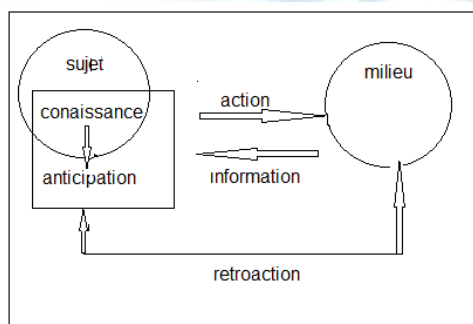 sujet
milieu
conaissance
action
anticipation
information
retroaction